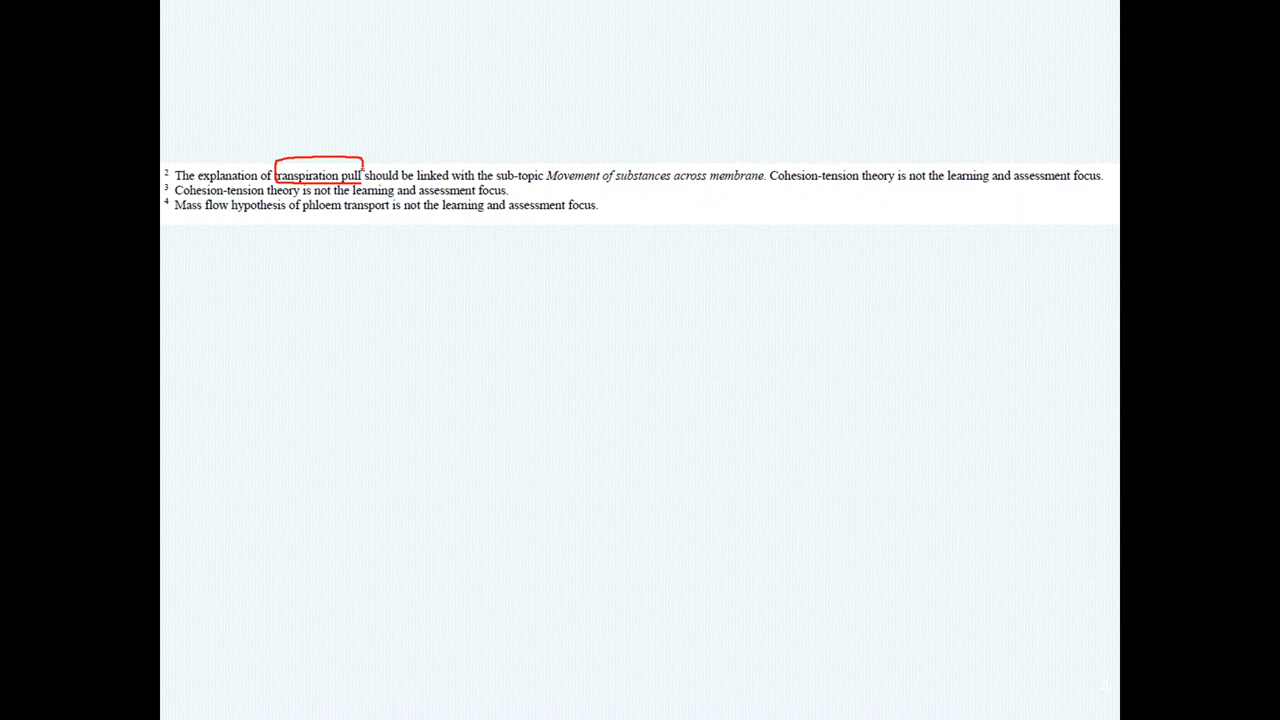 2 The explanation of transpiration pull should be linked with the sub-topic Movement of substances across membrane. Cohesion-tension theory is not the learning and assessment focus.
3 Cohesion-tension theory is not the learning and assessment focus.
4 Mass flow hypothesis of phloem transport is not the learning and assessment focus.
4